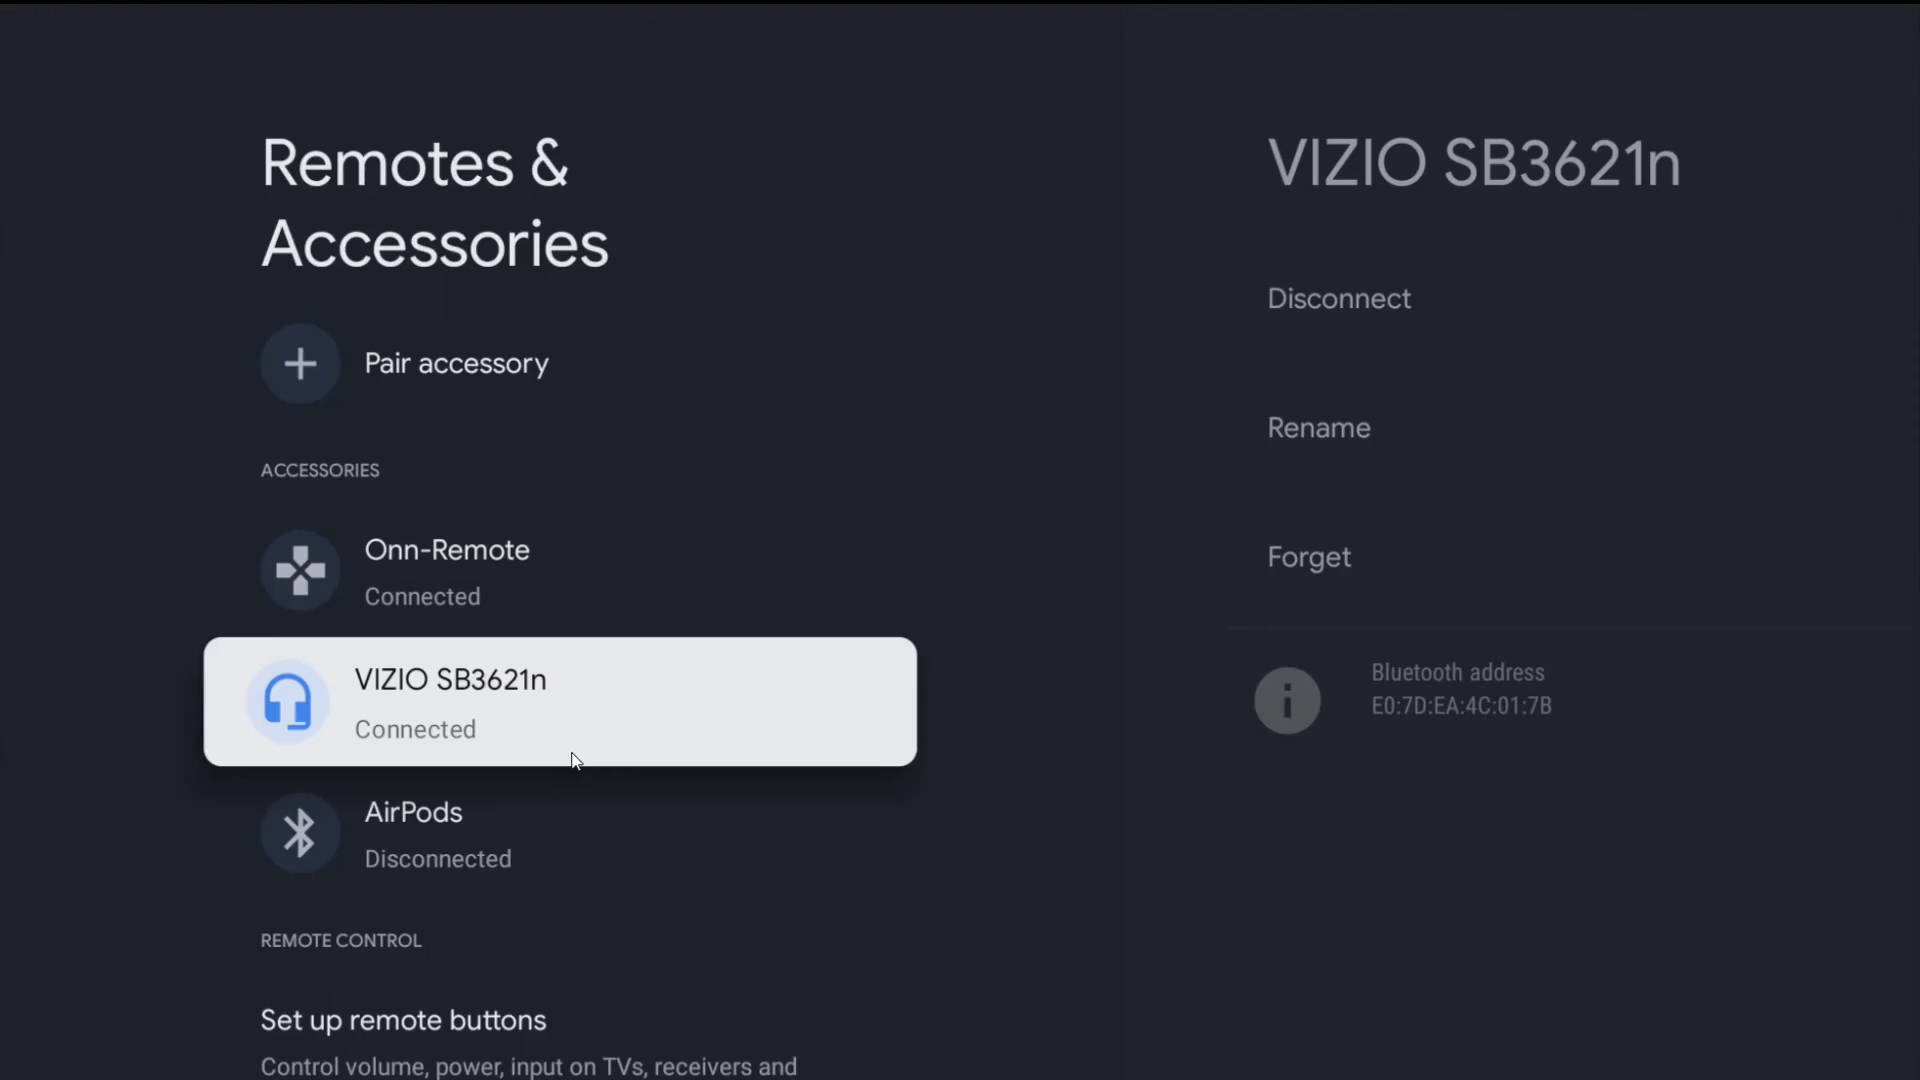 Remotes &
Accessories
Pair accessory
ACCESSORIES
Onn-Remote
Connected
VIZIO SB3621n
Connected
AirPods
Disconnected
REMOTE CONTROL
Set up remote buttons
Control volume, power, input on TVs, receivers and
VIZIO SB3621n
Disconnect
Rename
Forget
Bluetooth address
E0:7D:EA:4C:01:7B